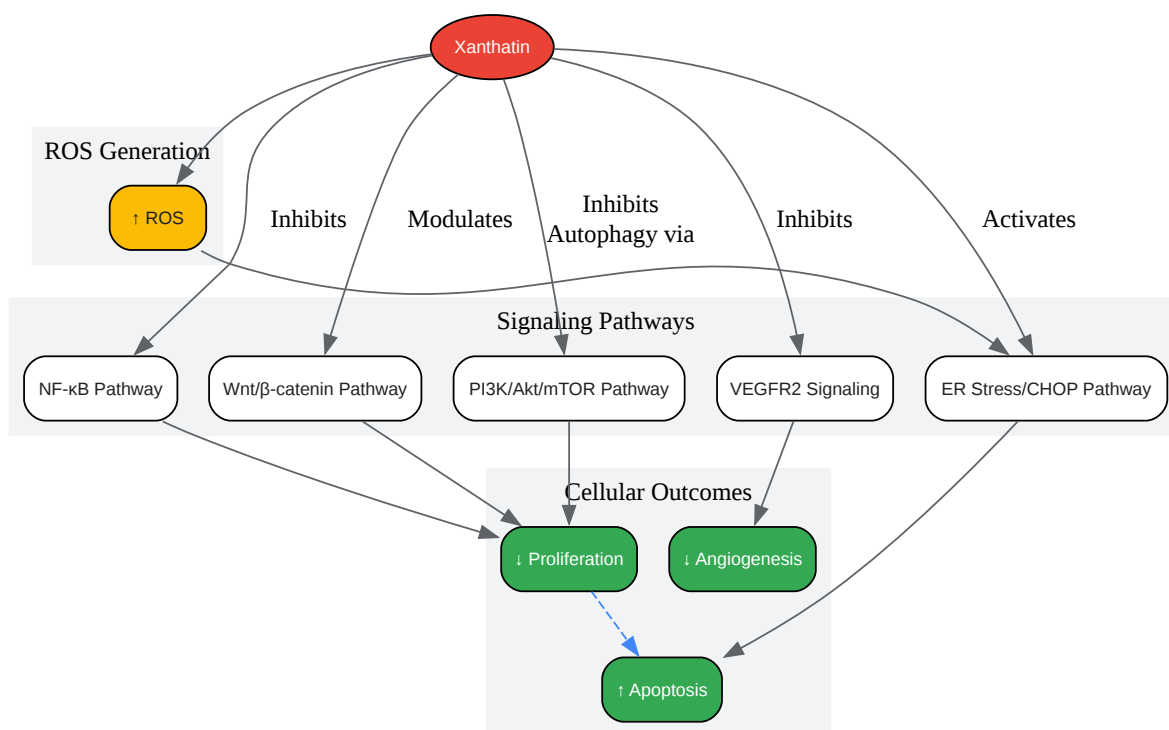 Xanthatin
ROS Generation
↑ ROS
Inhibits
Modulates
Inhibits
Autophagy via
Inhibits
Activates
Signaling Pathways
NF-κB Pathway
Wnt/β-catenin Pathway
PI3K/Akt/mTOR Pathway
VEGFR2 Signaling
ER Stress/CHOP Pathway
Cellular Outcomes
↓ Proliferation
↓ Angiogenesis
↑ Apoptosis